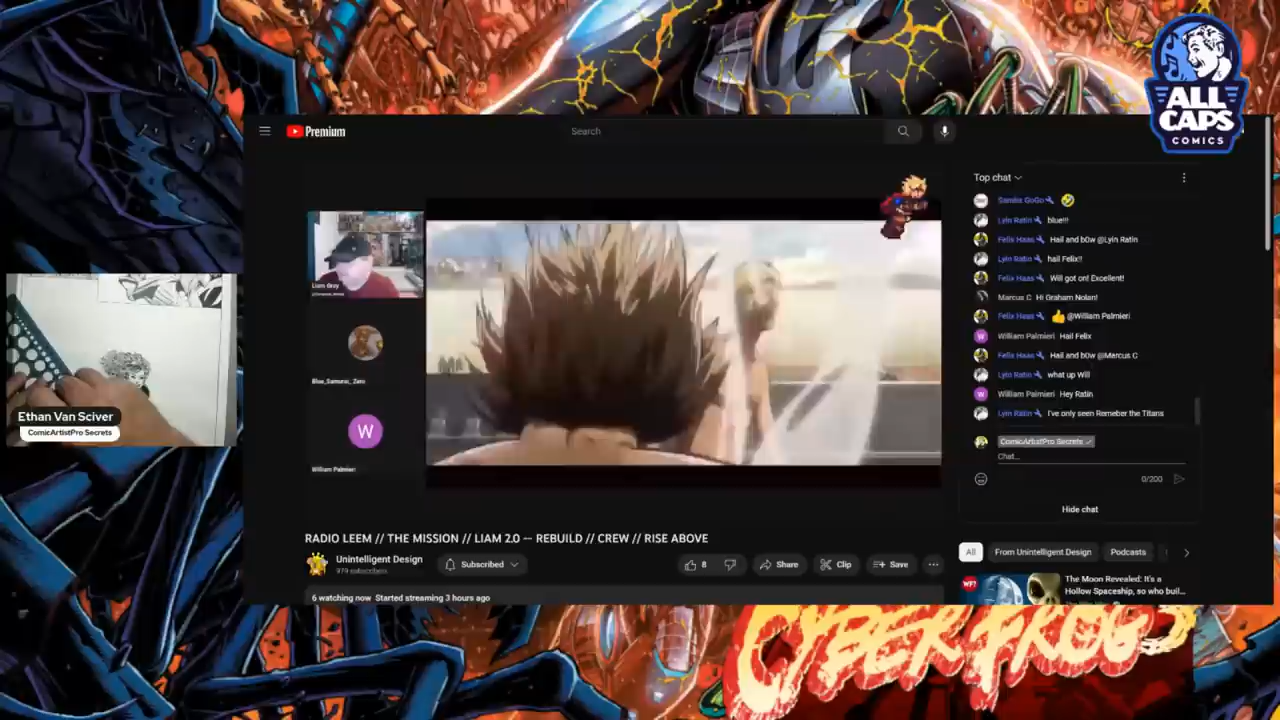 ALL
CAPS
COMICS
Premium
Search
Top chat
Samba GoGo
Lyin Ratin blue!!!
Felix Haas Hail and b0w @Lyin Ratin
Lyin Ratin hail Felix!!
Felix Haas Will got on! Excellent!
Marcus C Hi Graham Nolan!
Felix Haas @William Palmieri
W William Palmieri Hail Felix
Felix Haas Hail and b0w @Marcus C
Lyin Ratin what up Will
W William Palmieri Hey Ratin
Lyin Ratin I've only seen Remeber the Titans
ComicArtistPro Secrets
Chat...
0/200
Hide chat
Liam Gray
Blue_Samurai_Zero
W
William Palmieri
Ethan Van Sciver
ComicArtistPro Secrets
RADIO LEEM // THE MISSION // LIAM 2.0 -- REBUILD // CREW // RISE ABOVE
Unintelligent Design
979 subscribers
Subscribed
8
Share
Clip
Save
6 watching now Started streaming 3 hours ago
All
From Unintelligent Design
Podcasts
WF?
The Moon Revealed: It's a
Hollow Spaceship, so who buil...
CYBERFROG